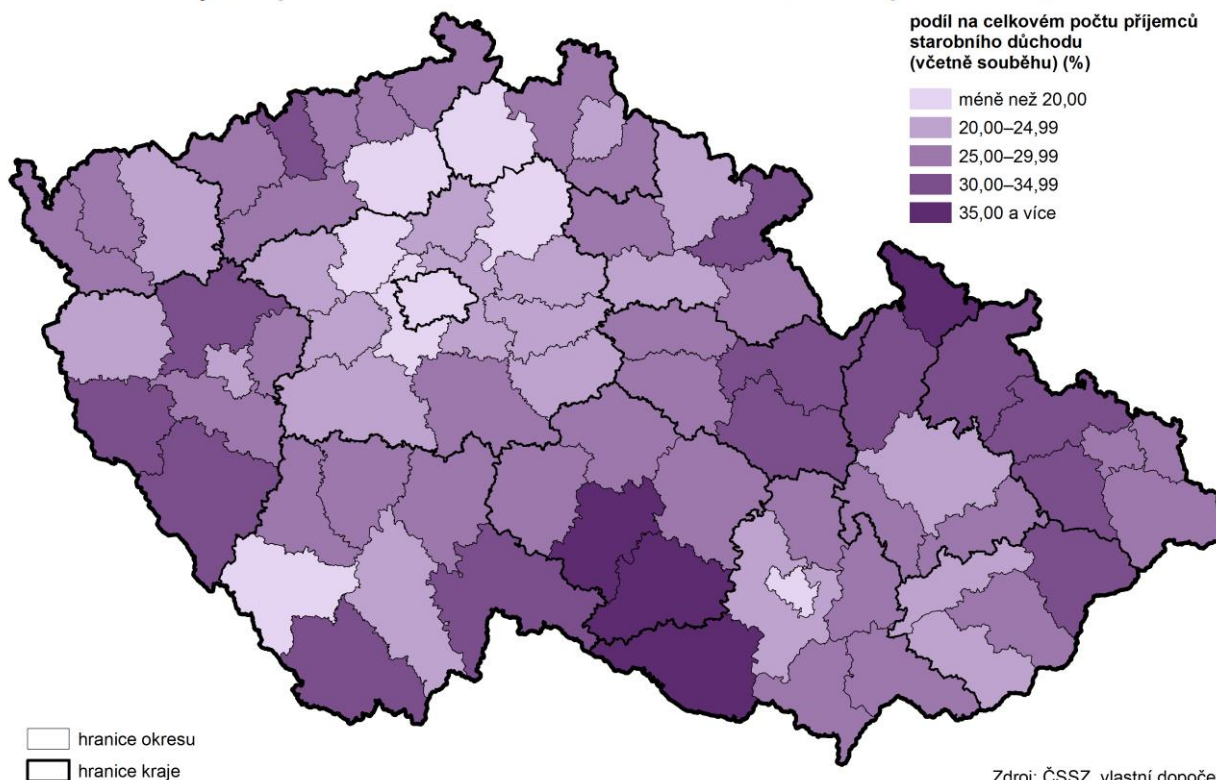 podíl na celkovém počtu příjemců
starobního důchodu
(včetně souběhu) (%)
méně než 20,00
20,00–24,99
25,00–29,99
30,00–34,99
35,00 a více
hranice okresu
hranice kraje
Zdroj: ČSSZ, vlastní